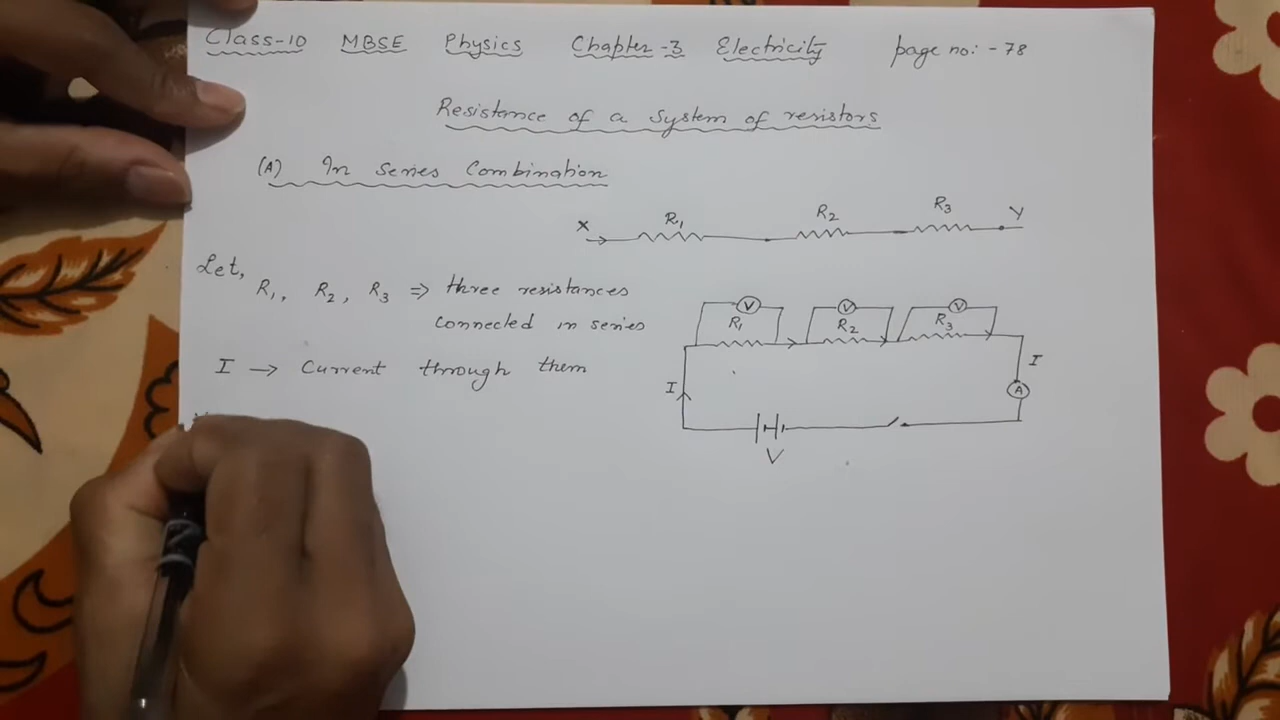 Class-10 MBSE Physics Chapter-3 Electricity page no:-78
Resistance of a system of resistors
(A) In series Combination
X R1 R2 R3 Y
Let,
R1, R2, R3 ⇒ three resistances
connected in series
I → Current through them
V V V
R1 R2 R3
I I
A
V